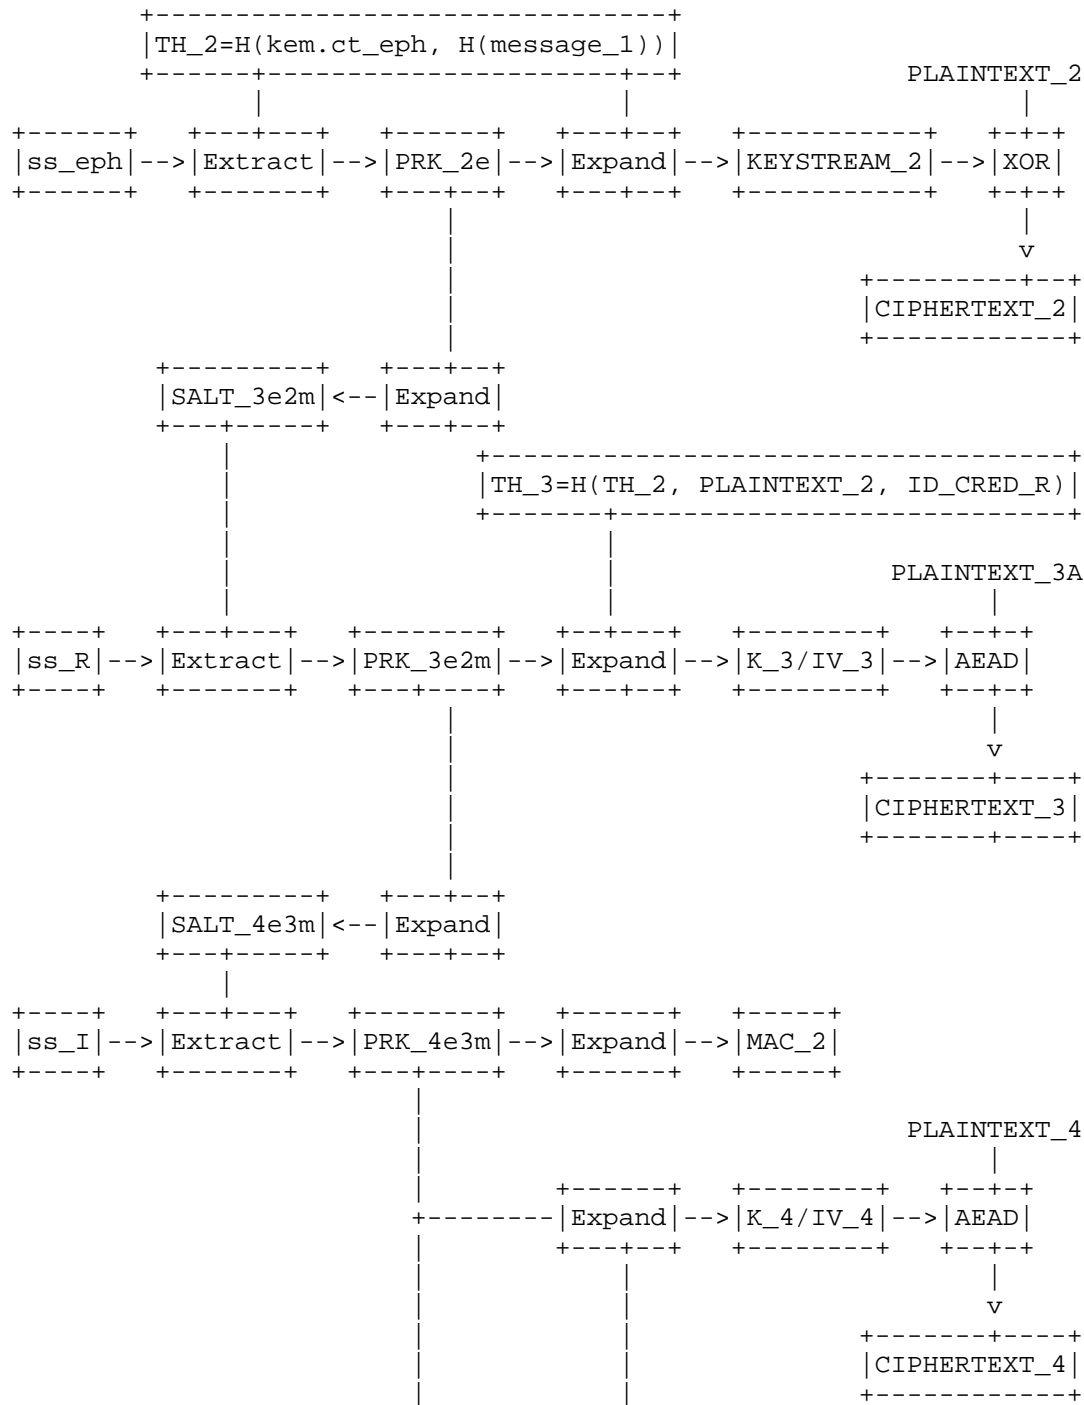 TH_2=H(kem.ct_eph, H(message_1))
PLAINTEXT_2
ss_eph-->Extract-->PRK_2e-->Expand-->KEYSTREAM_2-->XOR
v
CIPHERTEXT_2
SALT_3e2m<--Expand
TH_3=H(TH_2, PLAINTEXT_2, ID_CRED_R)
PLAINTEXT_3A
ss_R-->Extract-->PRK_3e2m-->Expand-->K_3/IV_3-->AEAD
v
CIPHERTEXT_3
SALT_4e3m<--Expand
ss_I-->Extract-->PRK_4e3m-->Expand-->MAC_2
PLAINTEXT_4
Expand-->K_4/IV_4-->AEAD
v
CIPHERTEXT_4